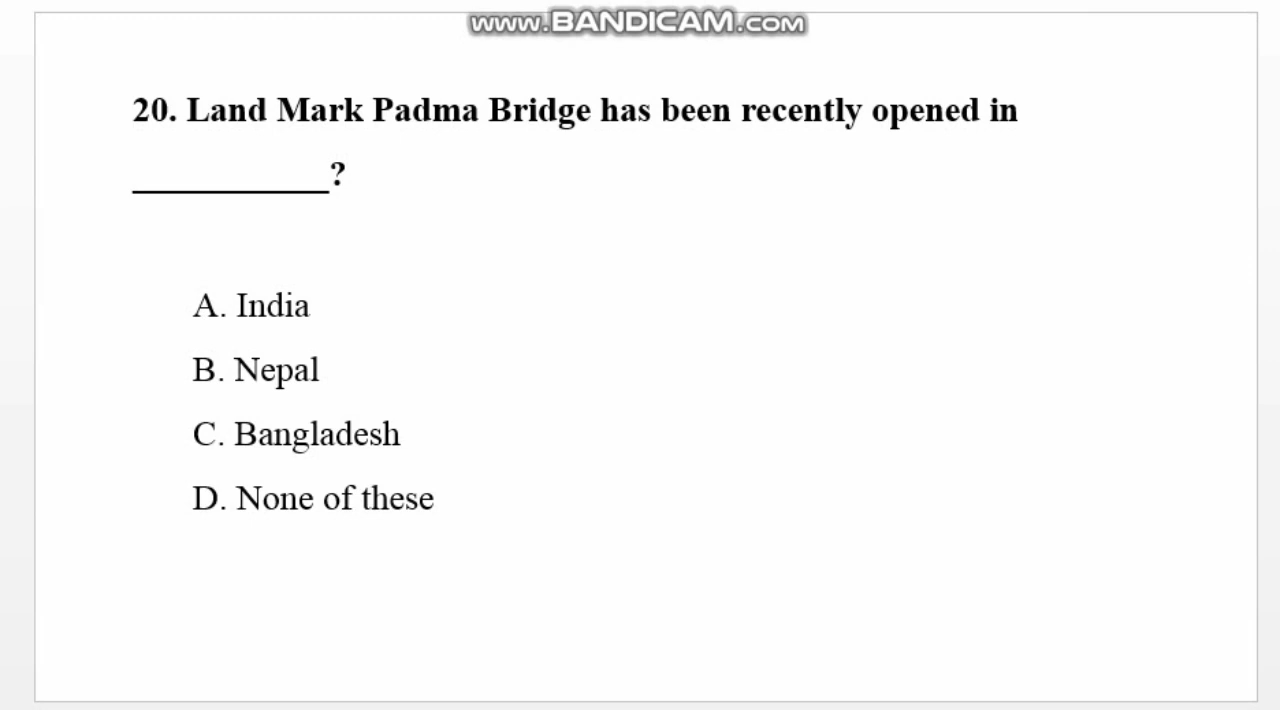 www.BANDICAM.com
20. Land Mark Padma Bridge has been recently opened in
___________?
A. India
B. Nepal
C. Bangladesh
D. None of these